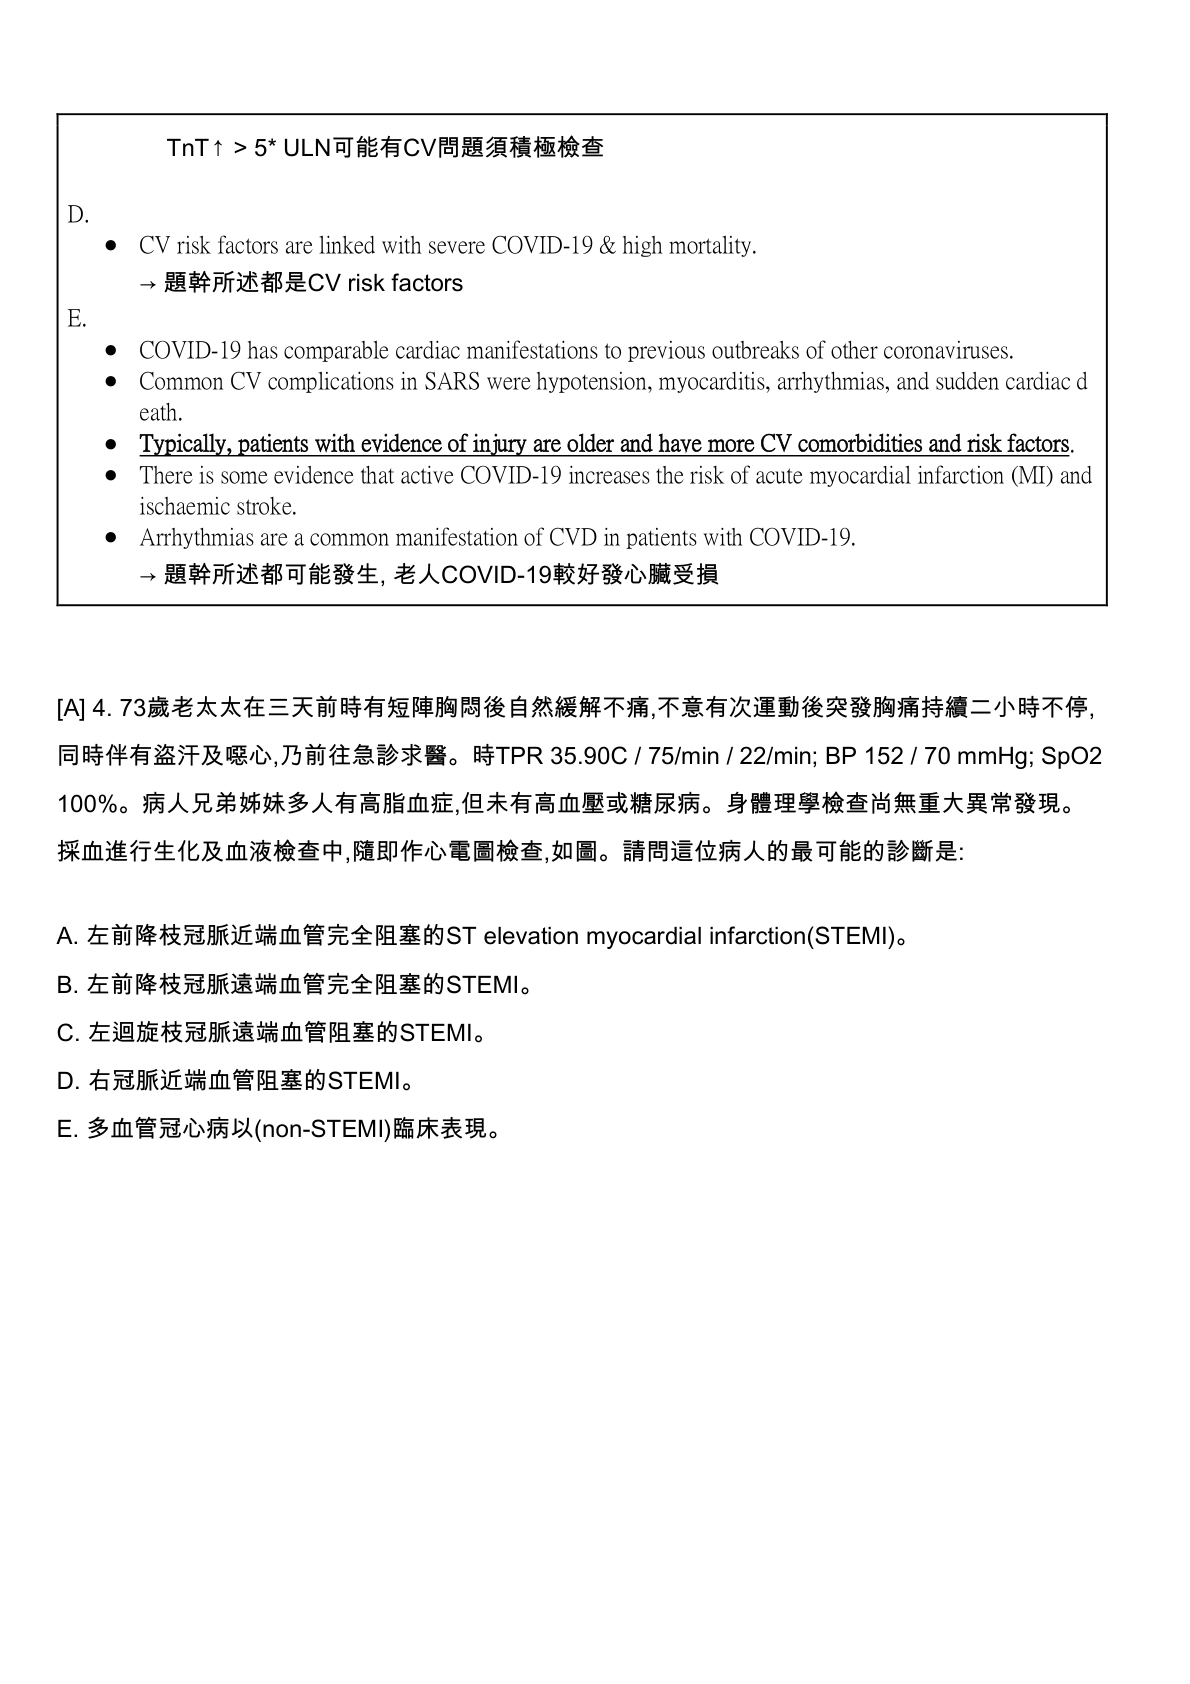 TnT↑ > 5* ULN可能有CV問題須積極檢查
D.
● CV risk factors are linked with severe COVID-19 & high mortality.
→ 題幹所述都是CV risk factors
E.
● COVID-19 has comparable cardiac manifestations to previous outbreaks of other coronaviruses.
● Common CV complications in SARS were hypotension, myocarditis, arrhythmias, and sudden cardiac d
eath.
● Typically, patients with evidence of injury are older and have more CV comorbidities and risk factors.
● There is some evidence that active COVID-19 increases the risk of acute myocardial infarction (MI) and
ischaemic stroke.
● Arrhythmias are a common manifestation of CVD in patients with COVID-19.
→ 題幹所述都可能發生, 老人COVID-19較好發心臟受損
[A] 4. 73歲老太太在三天前時有短陣胸悶後自然緩解不痛,不意有次運動後突發胸痛持續二小時不停,
同時伴有盜汗及噁心,乃前往急診求醫。時TPR 35.90C / 75/min / 22/min; BP 152 / 70 mmHg; SpO2
100%。病人兄弟姊妹多人有高脂血症,但未有高血壓或糖尿病。身體理學檢查尚無重大異常發現。
採血進行生化及血液檢查中,隨即作心電圖檢查,如圖。請問這位病人的最可能的診斷是:
A. 左前降枝冠脈近端血管完全阻塞的ST elevation myocardial infarction(STEMI)。
B. 左前降枝冠脈遠端血管完全阻塞的STEMI。
C. 左迴旋枝冠脈遠端血管阻塞的STEMI。
D. 右冠脈近端血管阻塞的STEMI。
E. 多血管冠心病以(non-STEMI)臨床表現。